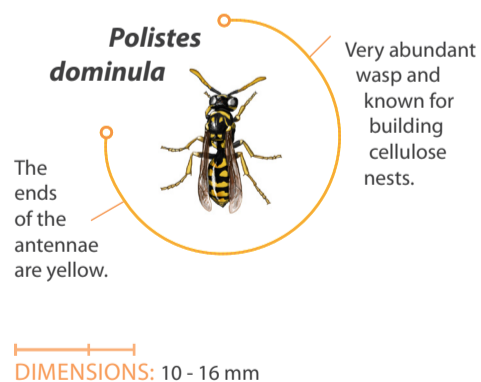 Polistes
dominula
Very abundant
wasp and
known for
building
cellulose
nests.
The
ends
of the
antennae
are yellow.
DIMENSIONS: 10 - 16 mm